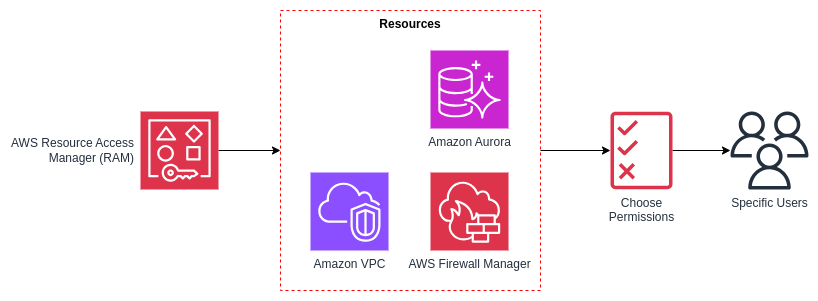 Resources
AWS Resource Access
Manager (RAM)
Amazon Aurora
Amazon VPC
AWS Firewall Manager
Choose
Permissions
Specific Users